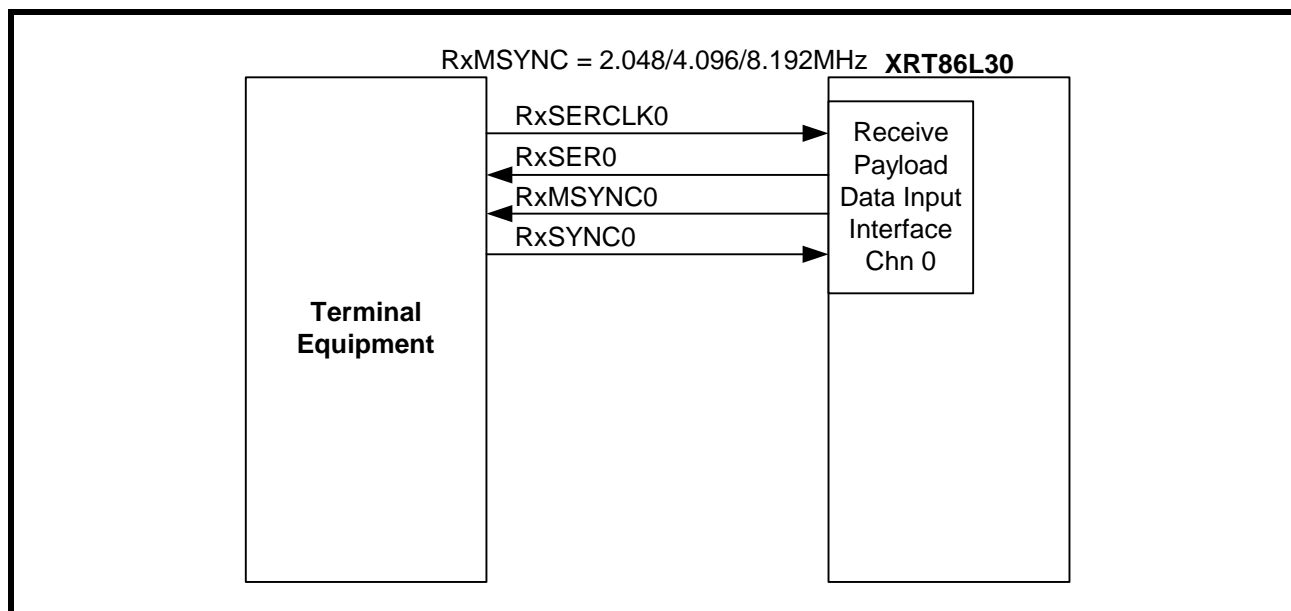 RxMSYNC = 2.048/4.096/8.192MHz
XRT86L30
RxSERCLK0
RxSER0
RxMSYNC0
RxSYNC0
Receive
Payload
Data Input
Interface
Chn 0
Terminal
Equipment